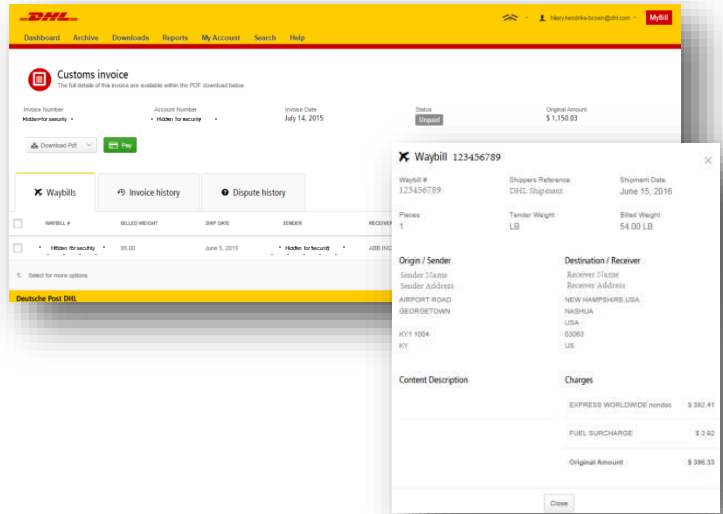 DHL
hilary.hendriks-brown@dhl.com
MyBill
Dashboard Archive Downloads Reports My Account Search Help
Customs invoice
The full details of this invoice are available within the PDF download below.
Invoice Number Account Number Invoice Date Status Original Amount
Hidden for security Hidden for security July 14, 2015 Unpaid $ 1,150.03
Download Pdf Pay
Waybills Invoice history Dispute history
WAYBILL # BILLED WEIGHT SHIP DATE SENDER RECEIVER
Hidden for security 95.00 June 5, 2015 Hidden for security ABB INC
Select for more options
Deutsche Post DHL
Waybill 123456789
Waybill # Shippers Reference Shipment Date
123456789 DHL Shipment June 15, 2016
Pieces Tender Weight Billed Weight
1 LB 54.00 LB
Origin / Sender Destination / Receiver
Sender Name Receiver Name
Sender Address Receiver Address
AIRPORT ROAD NEW HAMPSHIRE,USA
GEORGETOWN NASHUA
USA
KY1 1004 03063
KY US
Content Description Charges
EXPRESS WORLDWIDE nondoc $ 392.41
FUEL SURCHARGE $ 3.92
Original Amount $ 396.33
Close